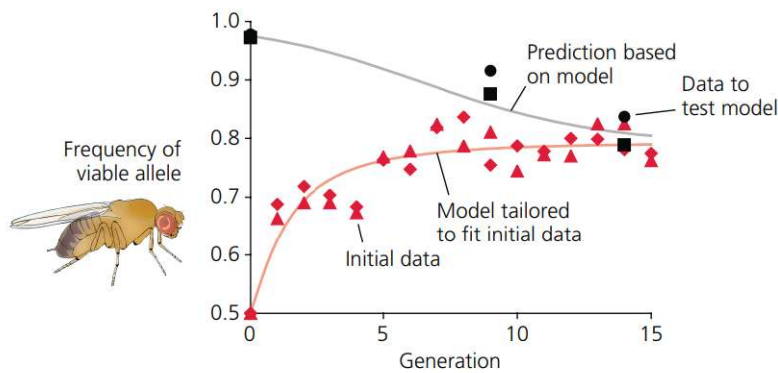 1.0
0.9
0.8
0.7
0.6
0.5
Frequency of
viable allele
Prediction based
on model
Data to
test model
Model tailored
to fit initial data
Initial data
0
5
10
15
Generation